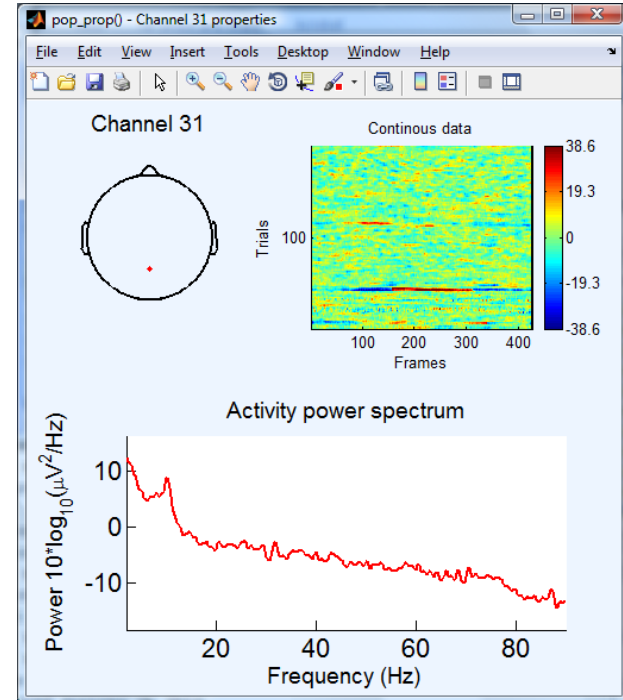 pop_prop() - Channel 31 properties
File Edit View Insert Tools Desktop Window Help
Channel 31
Continous data
Trials
100
100 200 300 400
Frames
38.6
19.3
0
-19.3
-38.6
Activity power spectrum
Power 10*log10(μV2/Hz)
10
0
-10
20 40 60 80
Frequency (Hz)